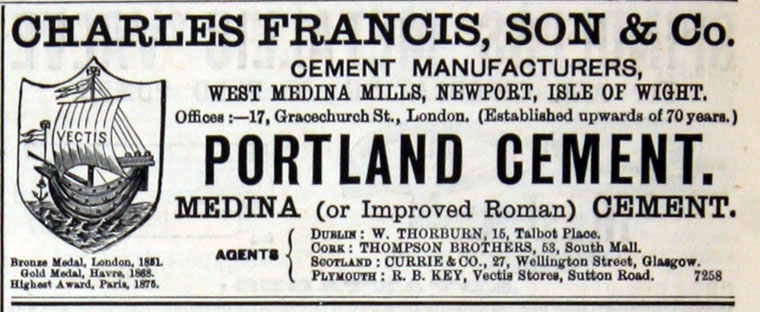 CHARLES FRANCIS, SON & Co.
CEMENT MANUFACTURERS,
WEST MEDINA MILLS, NEWPORT, ISLE OF WIGHT.
Offices:—17, Gracechurch St., London. (Established upwards of 70 years.)
VECTIS
PORTLAND CEMENT.
MEDINA (or Improved Roman) CEMENT.
Bronze Medal, London, 1851.
Gold Medal, Havre, 1868.
Highest Award, Paris, 1875.
AGENTS
DUBLIN: W. THORBURN, 15, Talbot Place.
CORK: THOMPSON BROTHERS, 53, South Mall.
SCOTLAND: CURRIE & CO., 27, Wellington Street, Glasgow.
PLYMOUTH: R. B. KEY, Vectis Stores, Sutton Road. 7258